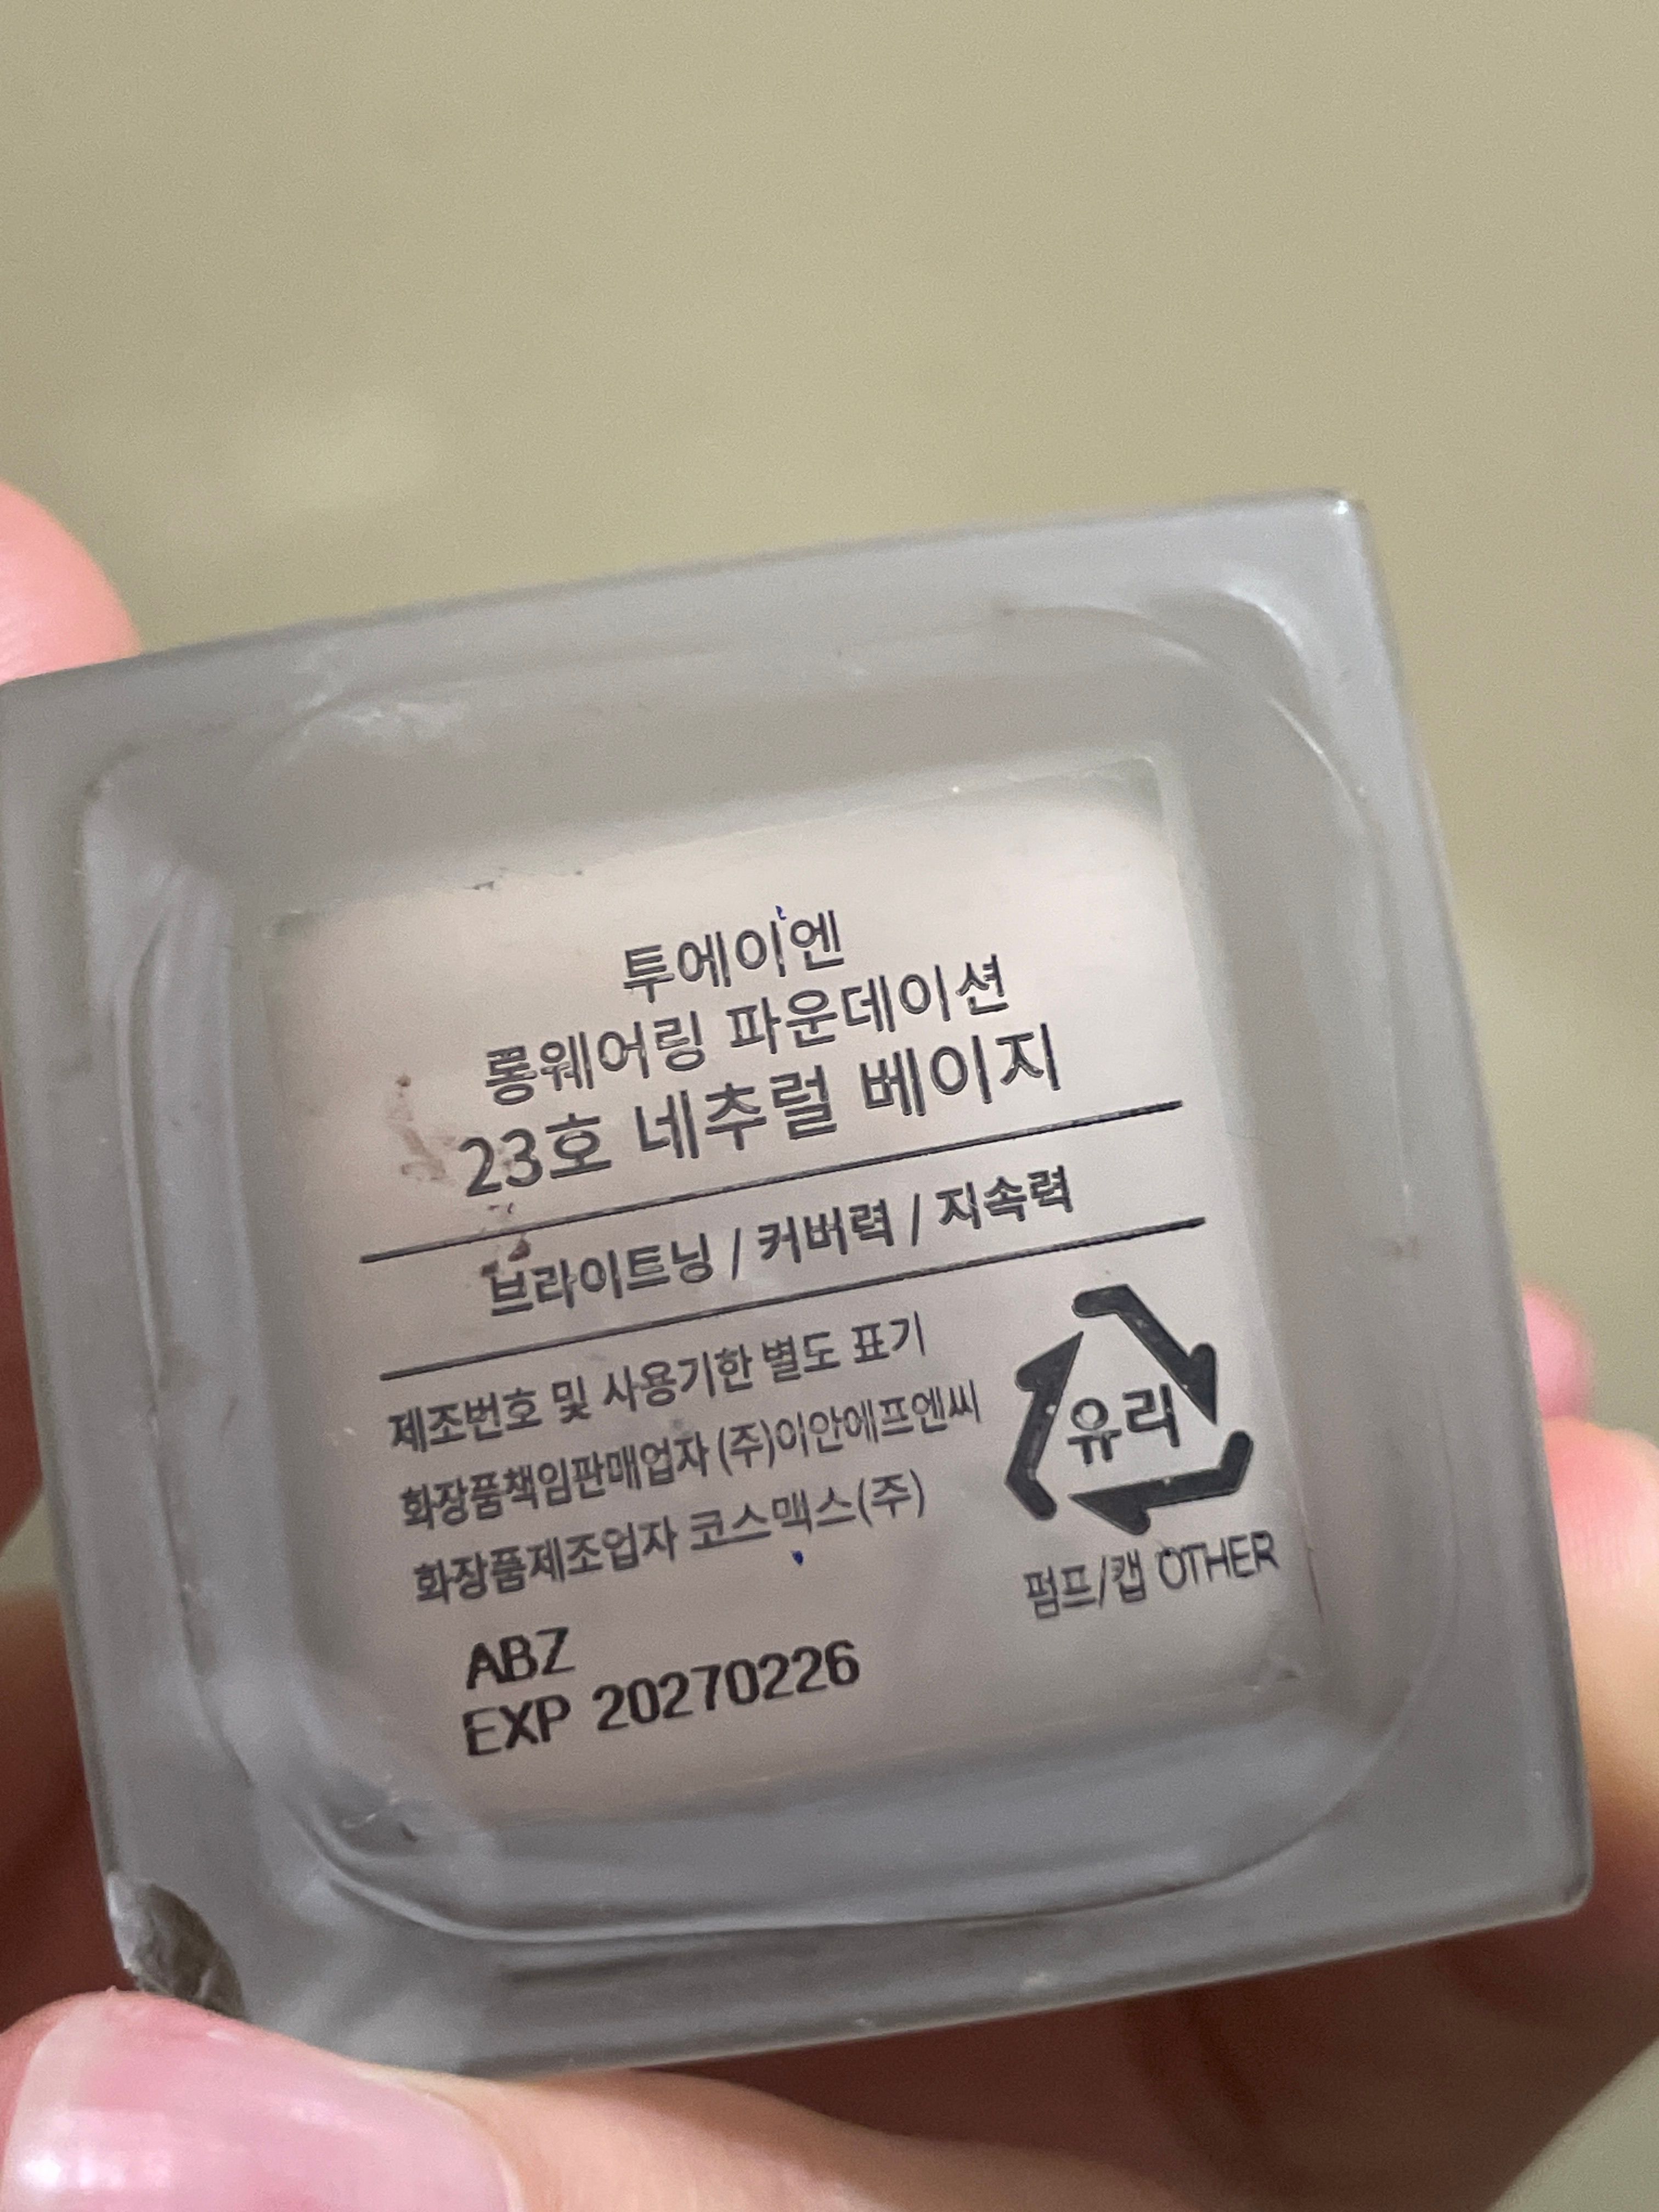 투에이엔
롱웨어링 파운데이션
23호 네추럴 베이지
브라이트닝 / 커버력 / 지속력
제조번호 및 사용기한 별도 표기
화장품책임판매업자 (주)이안에프엔씨
화장품제조업자 코스맥스(주)
유리
펌프/캡 OTHER
ABZ
EXP 20270226